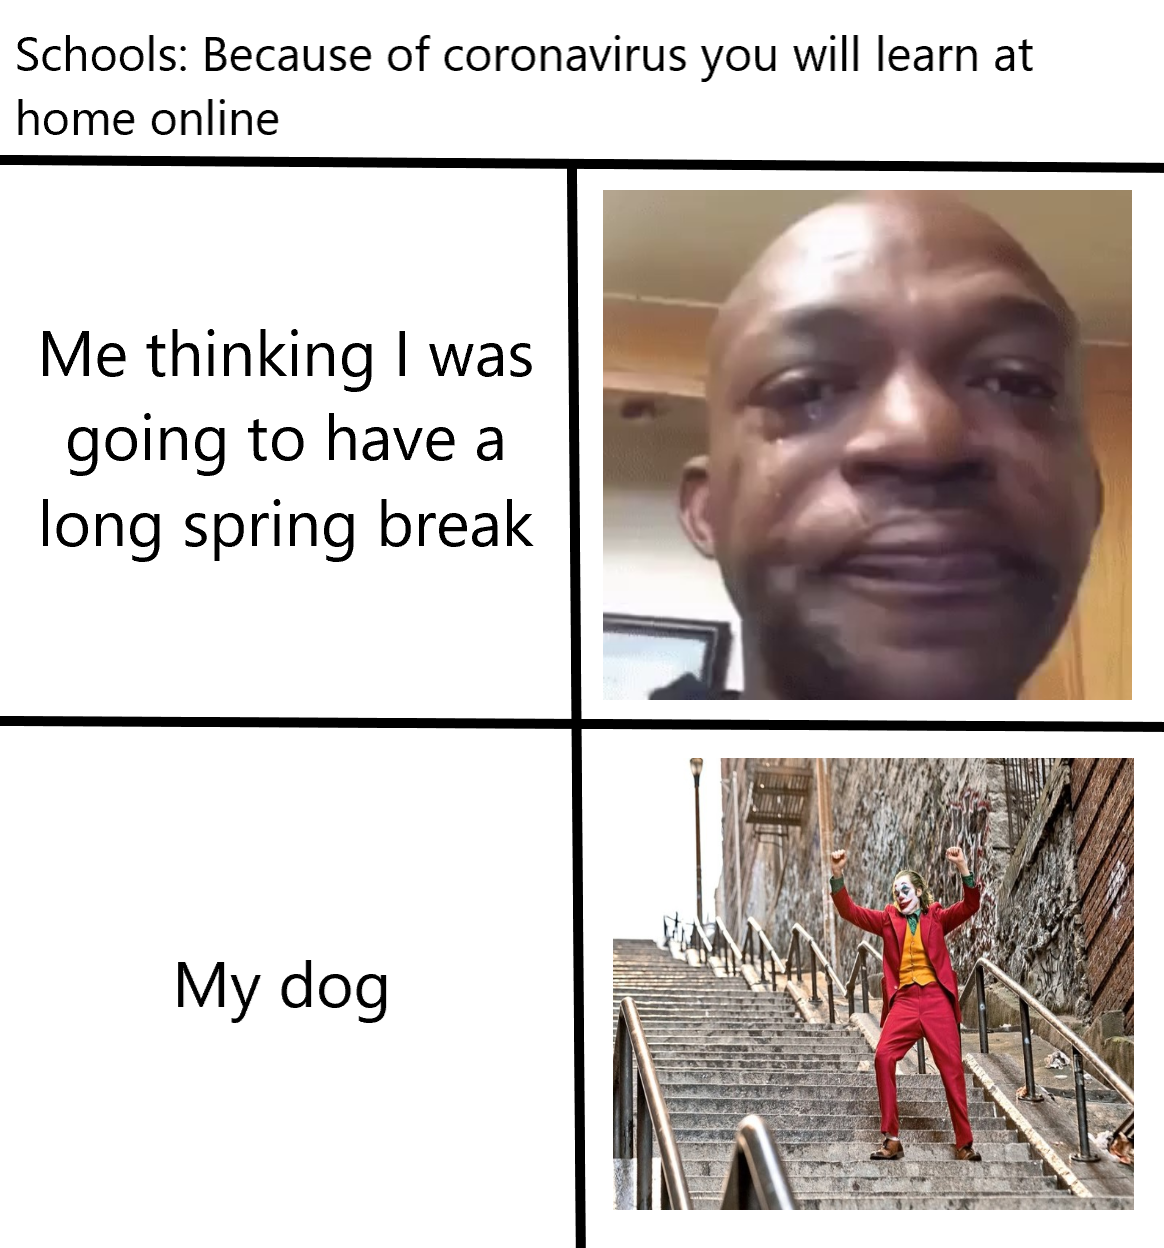 Schools: Because of coronavirus you will learn at
home online
Me thinking I was
going to have a
long spring break
My dog